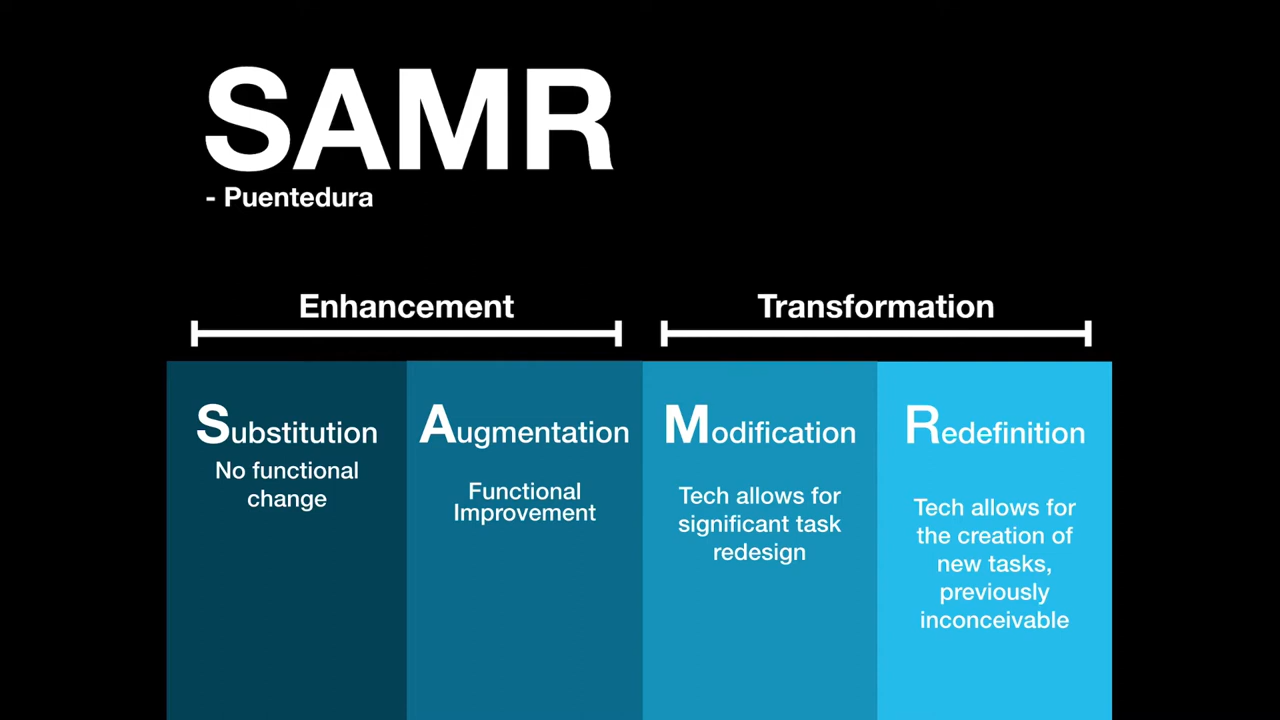 SAMR
- Puentedura
Enhancement
Transformation
Substitution
No functional
change
Augmentation
Functional
Improvement
Modification
Tech allows for
significant task
redesign
Redefinition
Tech allows for
the creation of
new tasks,
previously
inconceivable